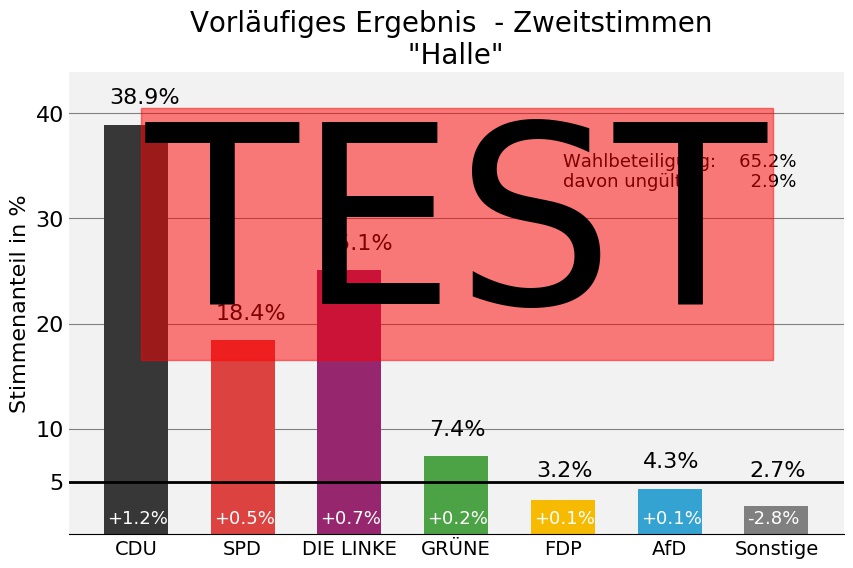 Vorläufiges Ergebnis - Zweitstimmen
"Halle"
38.9%
40
TEST
Wahlbeteiligung: 65.2%
davon 2.9%
30
18.4%
20
Stimmenanteil in %
10
7.4%
5
3.2%
4.3%
2.7%
+1.2%
+0.5%
+0.7%
+0.2%
+0.1%
+0.1%
-2.8%
CDU
SPD
DIE LINKE
GRÜNE
FDP
AfD
Sonstige